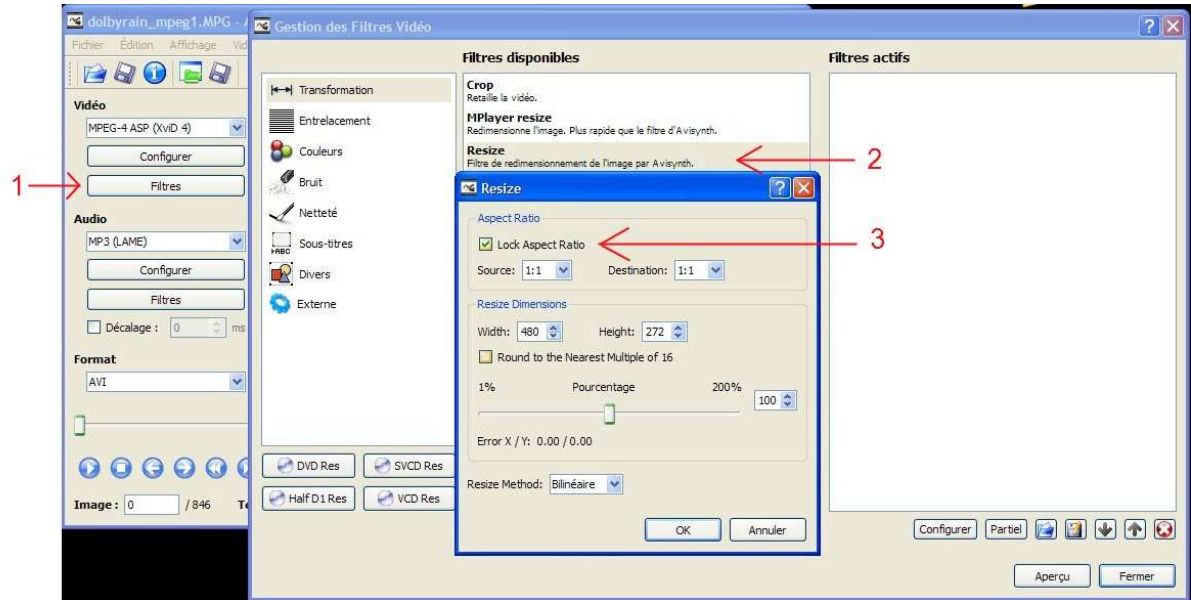 dolbyrain_mpeg1.MPG - A
Fichier Édition Affichage Vid
Vidéo
MPEG-4 ASP (XviD 4)
Configurer
1
Filtres
Audio
MP3 (LAME)
Configurer
Filtres
Décalage : 0 ms
Format
AVI
Image : 0 / 846 Te
Gestion des Filtres Vidéo
Transformation
Entrelacement
Couleurs
Bruit
Netteté
Sous-titres
ABC
Divers
Externe
DVD Res SVCD Res
Half D1 Res VCD Res
Filtres disponibles
Crop
Retaille la vidéo.
MPlayer resize
Redimensionne l'image. Plus rapide que le filtre d'Avisynth.
Resize
Filtre de redimensionnement de l'image par Avisynth.
2
Resize
Aspect Ratio
Lock Aspect Ratio
3
Source: 1:1 Destination: 1:1
Resize Dimensions
Width: 480 Height: 272
Round to the Nearest Multiple of 16
1% Pourcentage 200%
100
Error X / Y: 0.00 / 0.00
Resize Method: Bilinéaire
OK Annuler
Filtres actifs
Configurer Partiel
Aperçu Fermer